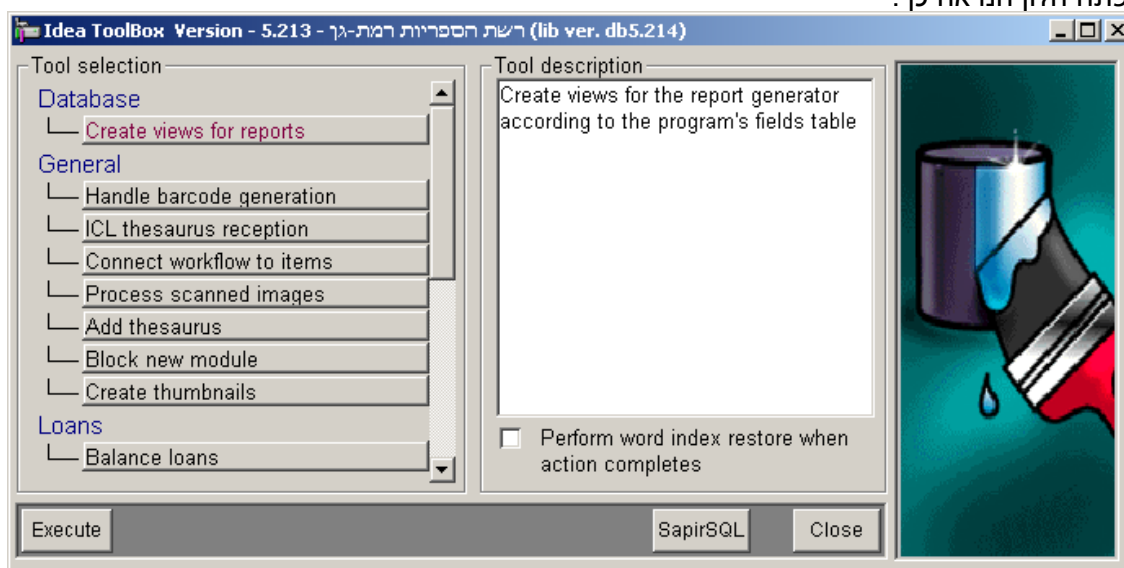 Idea ToolBox Version - 5.213 - רשת הספריות רמת-גן (lib ver. db5.214)
Tool selection
Database
Create views for reports
General
Handle barcode generation
ICL thesaurus reception
Connect workflow to items
Process scanned images
Add thesaurus
Block new module
Create thumbnails
Loans
Balance loans
Tool description
Create views for the report generator
according to the program's fields table
Perform word index restore when
action completes
Execute
SapirSQL
Close